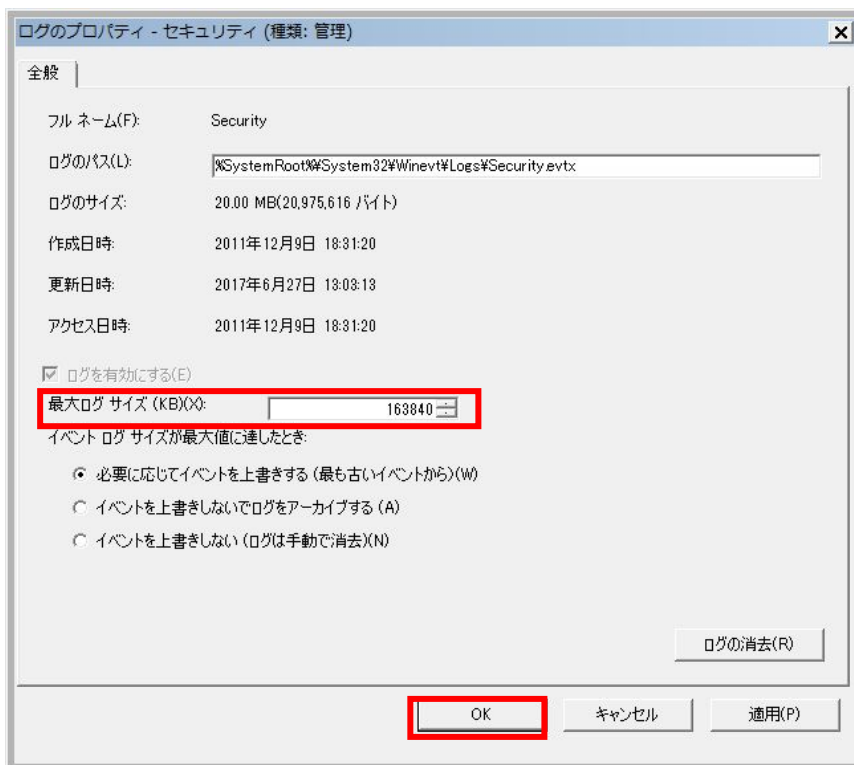 ログのプロパティ - セキュリティ (種類: 管理)
全般
フル ネーム(F): Security
ログのパス(L): %SystemRoot%¥System32¥Winevt¥Logs¥Security.evtx
ログのサイズ: 20.00 MB(20,975,616 バイト)
作成日時: 2011年12月9日 18:31:20
更新日時: 2017年6月27日 13:03:13
アクセス日時: 2011年12月9日 18:31:20
ログを有効にする(E)
最大ログ サイズ (KB)(X): 163840
イベント ログ サイズが最大値に達したとき:
必要に応じてイベントを上書きする (最も古いイベントから)(W)
イベントを上書きしないでログをアーカイブする (A)
イベントを上書きしない (ログは手動で消去)(N)
ログの消去(R)
OK キャンセル 適用(P)